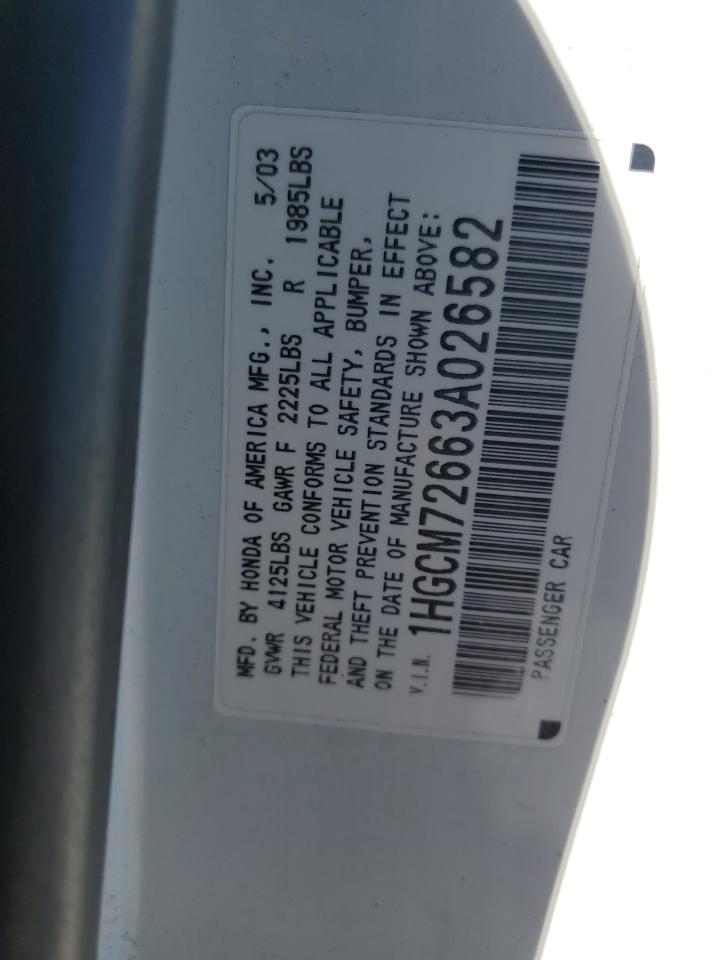 MFD. BY HONDA OF AMERICA MFG., INC. 5/03
GVWR 4125LBS GAWR F 2225LBS R 1985LBS
THIS VEHICLE CONFORMS TO ALL APPLICABLE
FEDERAL MOTOR VEHICLE SAFETY, BUMPER,
AND THEFT PREVENTION STANDARDS IN EFFECT
ON THE DATE OF MANUFACTURE SHOWN ABOVE:
V.I.N. 1HGCM72663A026582
PASSENGER CAR